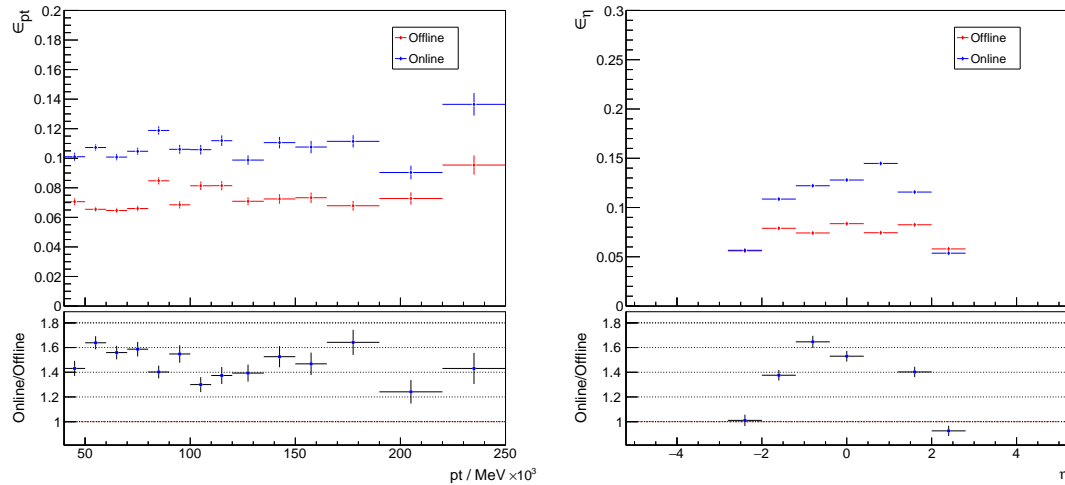 ∈pt
0.2
0.18
0.16
0.14
0.12
0.1
0.08
0.06
0.04
0.02
0
Offline
Online
Online/Offline
1.8
1.6
1.4
1.2
1
50 100 150 200 250
pt / MeV ×10³
∈η
0.3
0.25
0.2
0.15
0.1
0.05
0
Offline
Online
Online/Offline
1.8
1.6
1.4
1.2
1
−4 −2 0 2 4
η